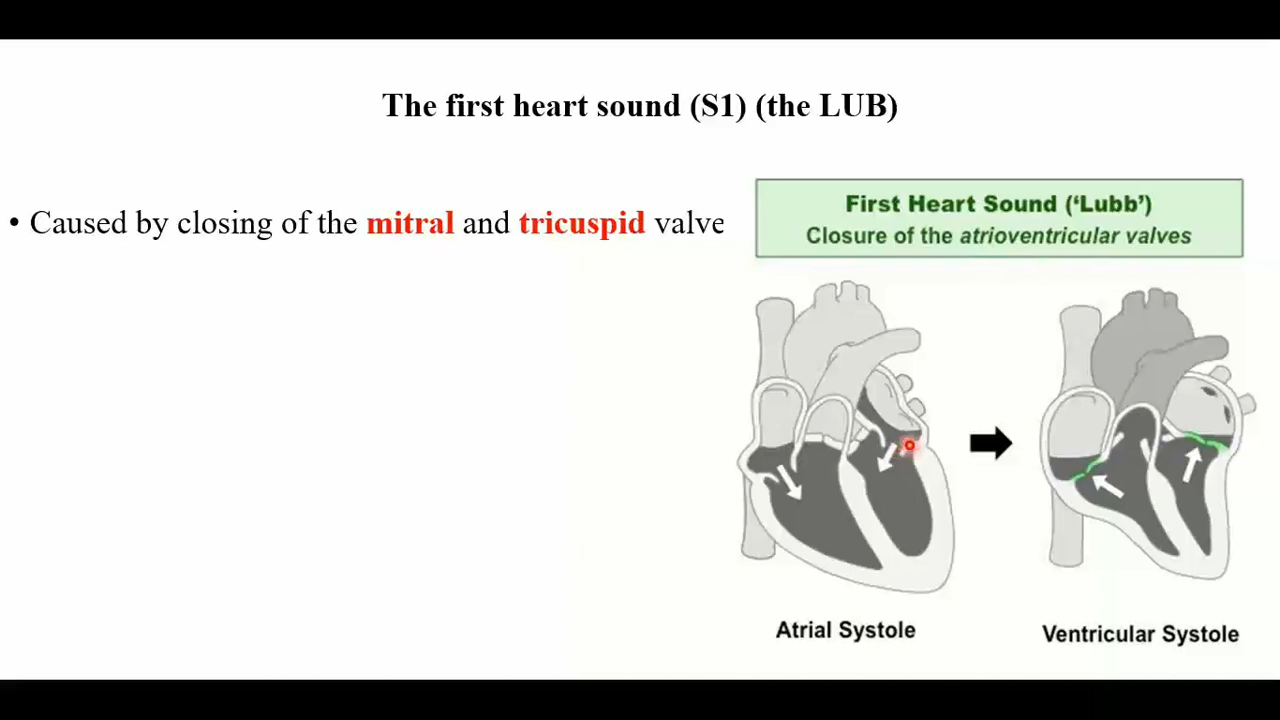 The first heart sound (S1) (the LUB)
• Caused by closing of the mitral and tricuspid valve
First Heart Sound (‘Lubb’)
Closure of the atrioventricular valves
Atrial Systole
Ventricular Systole